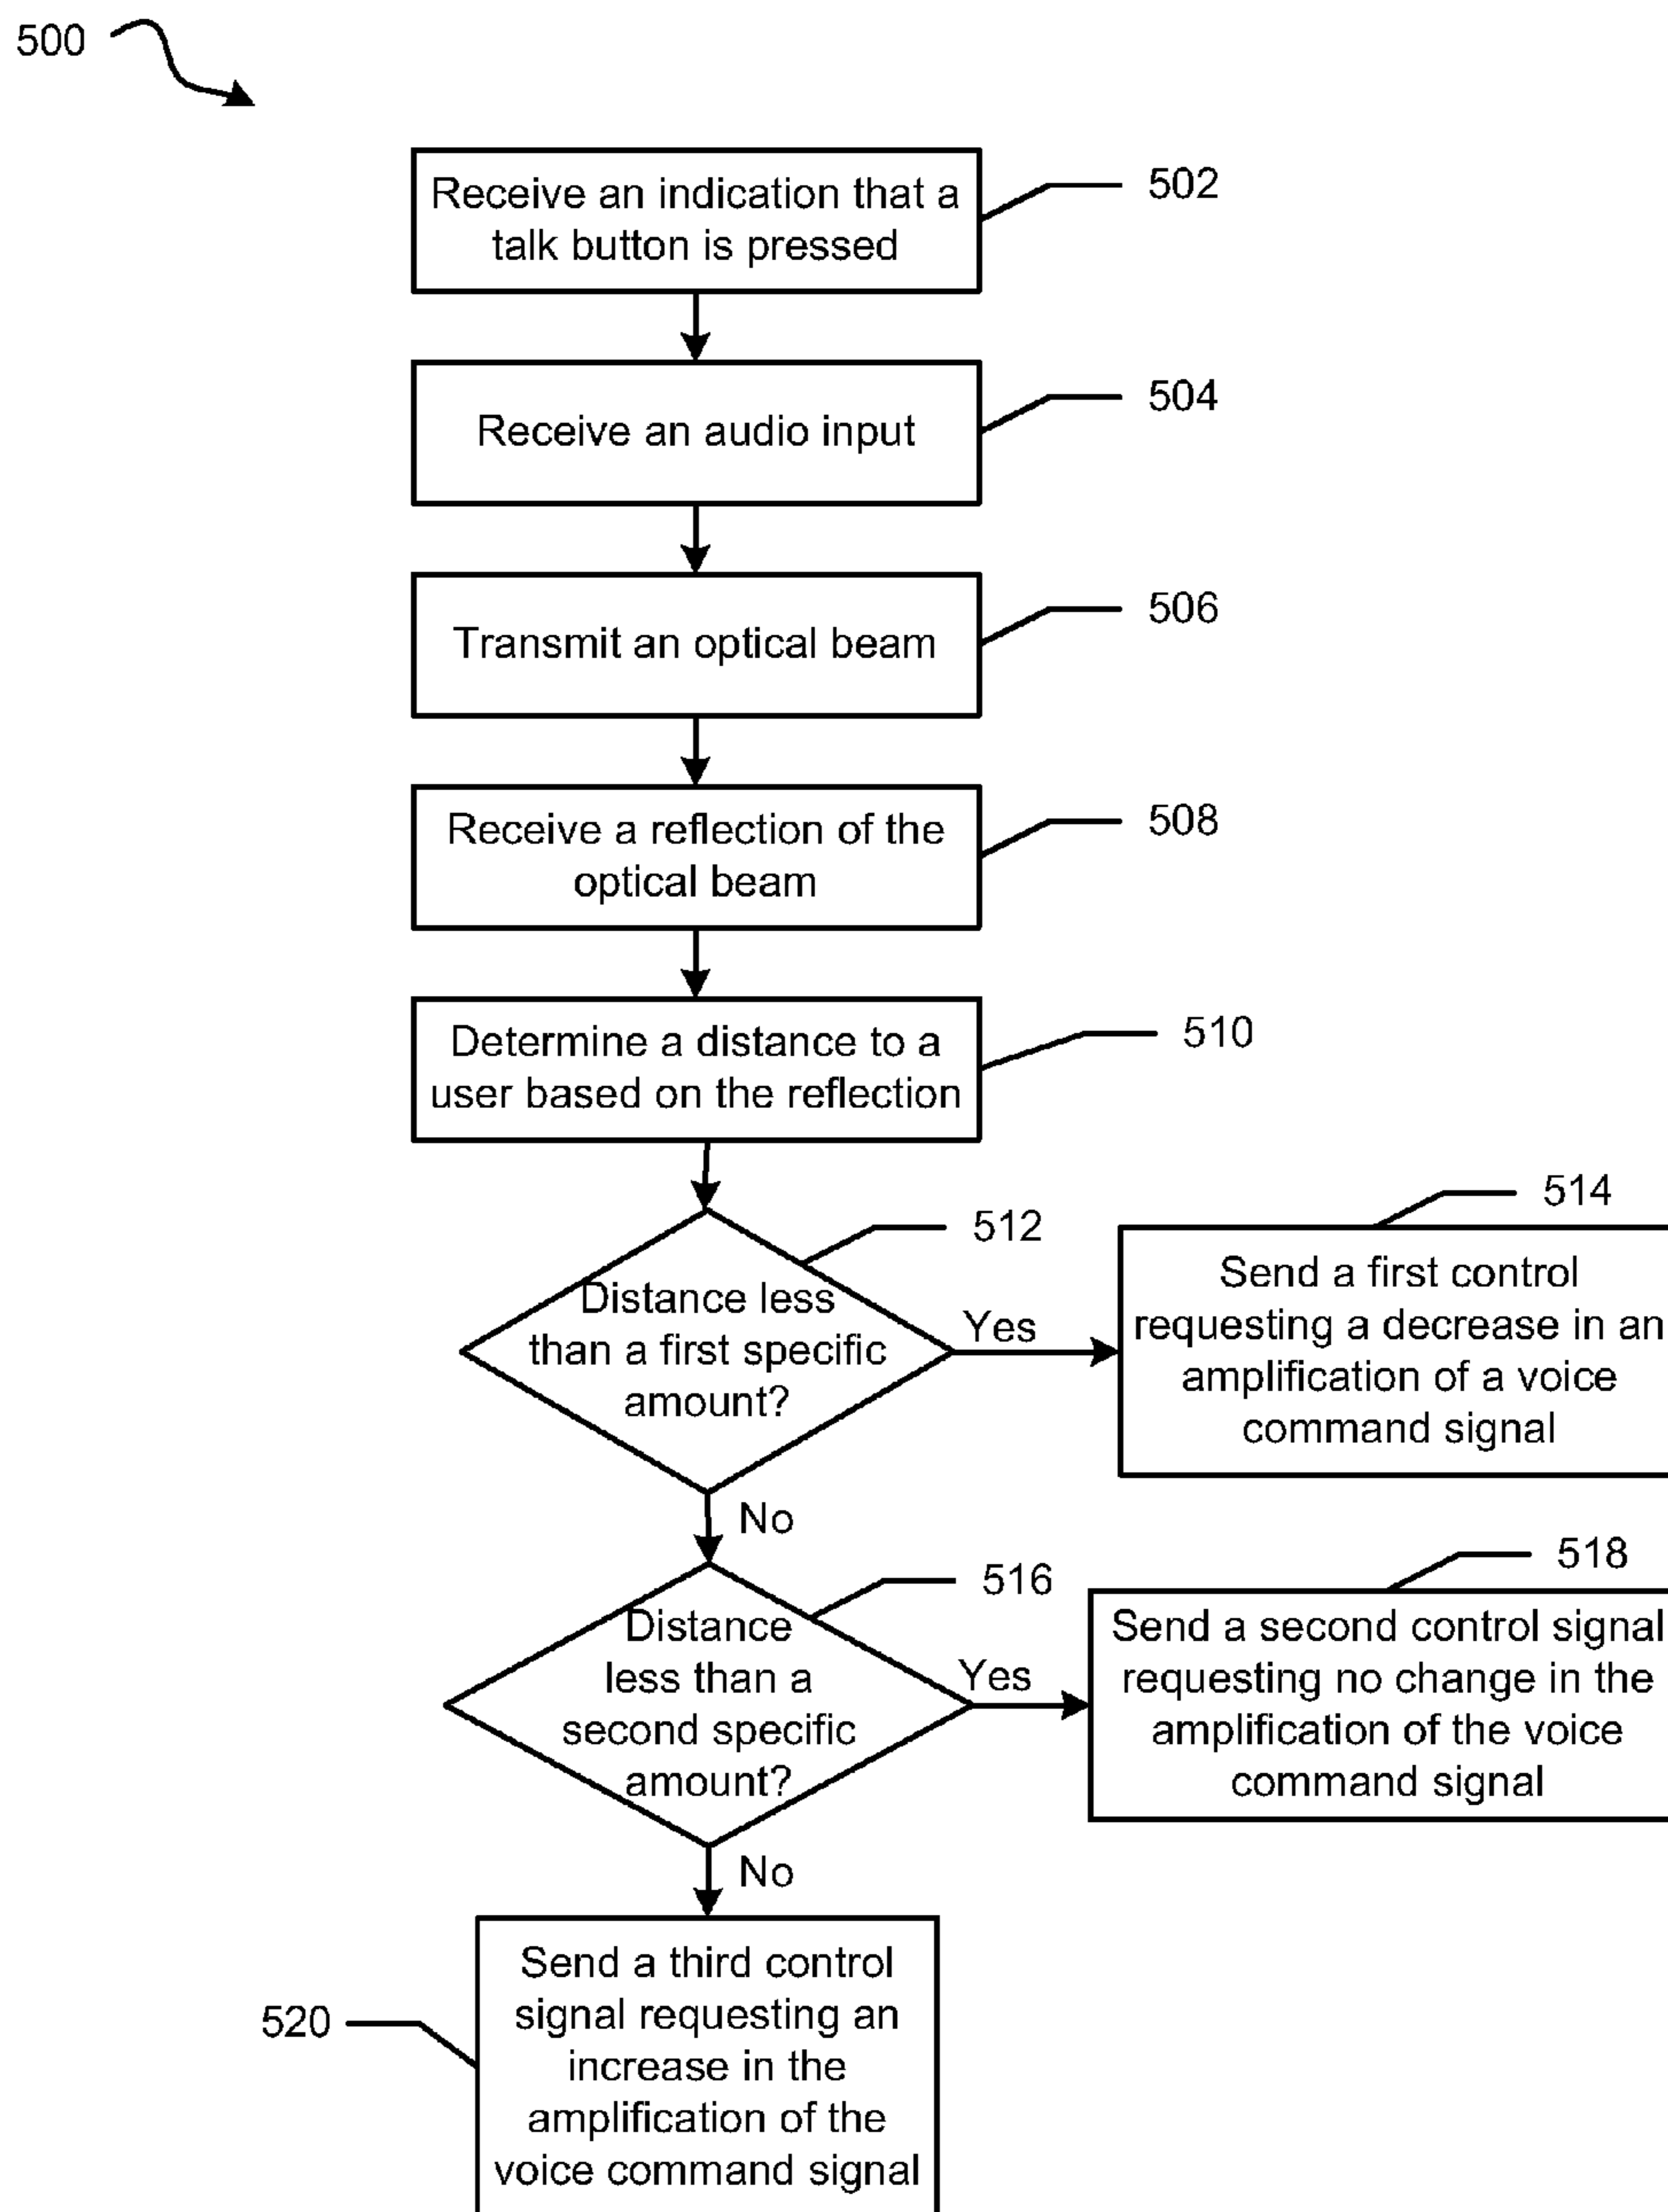 500
Receive an indication that a
talk button is pressed
502
Receive an audio input
504
Transmit an optical beam
506
Receive a reflection of the
optical beam
508
Determine a distance to a
user based on the reflection
510
Distance less
than a first specific
amount?
512
Yes
514
Send a first control
requesting a decrease in an
amplification of a voice
command signal
No
Distance
less than a
second specific
amount?
516
Yes
518
Send a second control signal
requesting no change in the
amplification of the voice
command signal
No
520
Send a third control
signal requesting an
increase in the
amplification of the
voice command signal